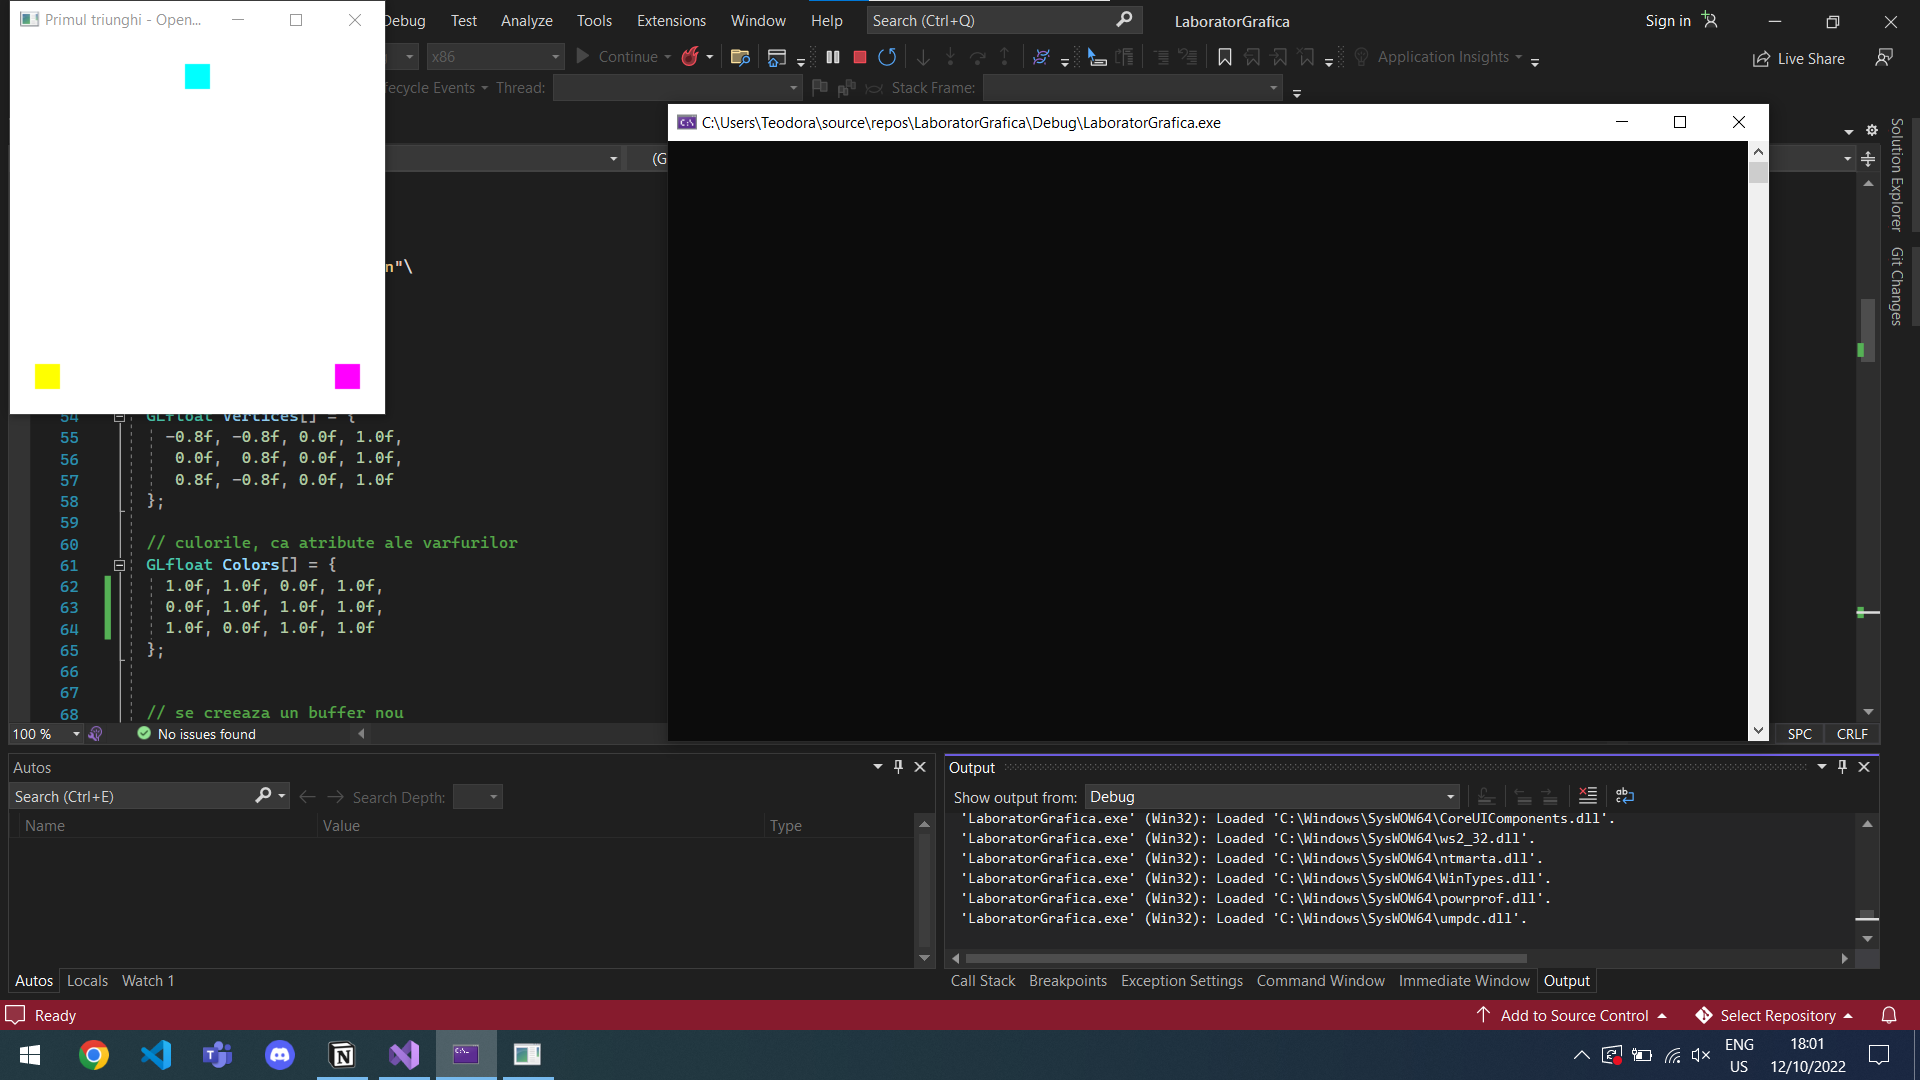 Primul triunghi - Open...
Debug Test Analyze Tools Extensions Window Help Search (Ctrl+Q) LaboratorGrafica Sign in
x86 Continue Application Insights Live Share
fecycle Events Thread: Stack Frame:
C:\Users\Teodora\source\repos\LaboratorGrafica\Debug\LaboratorGrafica.exe
(G
Solution Explorer
Git Changes
n"\
54 GLfloat Vertices[] = {
55 -0.8f, -0.8f, 0.0f, 1.0f,
56 0.0f, 0.8f, 0.0f, 1.0f,
57 0.8f, -0.8f, 0.0f, 1.0f
58 };
59
60 // culorile, ca atribute ale varfurilor
61 GLfloat Colors[] = {
62 1.0f, 1.0f, 0.0f, 1.0f,
63 0.0f, 1.0f, 1.0f, 1.0f,
64 1.0f, 0.0f, 1.0f, 1.0f
65 };
66
67
68 // se creeaza un buffer nou
100 % No issues found SPC CRLF
Autos
Search (Ctrl+E) Search Depth:
Name Value Type
Autos Locals Watch 1
Output
Show output from: Debug
'LaboratorGrafica.exe' (Win32): Loaded 'C:\Windows\SysWOW64\CoreUIComponents.dll'.
'LaboratorGrafica.exe' (Win32): Loaded 'C:\Windows\SysWOW64\ws2_32.dll'.
'LaboratorGrafica.exe' (Win32): Loaded 'C:\Windows\SysWOW64\ntmarta.dll'.
'LaboratorGrafica.exe' (Win32): Loaded 'C:\Windows\SysWOW64\WinTypes.dll'.
'LaboratorGrafica.exe' (Win32): Loaded 'C:\Windows\SysWOW64\powrprof.dll'.
'LaboratorGrafica.exe' (Win32): Loaded 'C:\Windows\SysWOW64\umpdc.dll'.
Call Stack Breakpoints Exception Settings Command Window Immediate Window Output
Ready Add to Source Control Select Repository
ENG
US
18:01
12/10/2022